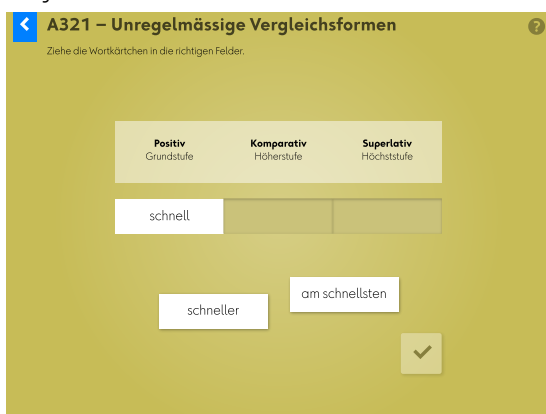 A321 – Unregelmässige Vergleichsformen
?
Ziehe die Wortkärtchen in die richtigen Felder.
Positiv Komparativ Superlativ
Grundstufe Höherstufe Höchststufe
schnell
am schnellsten
schneller